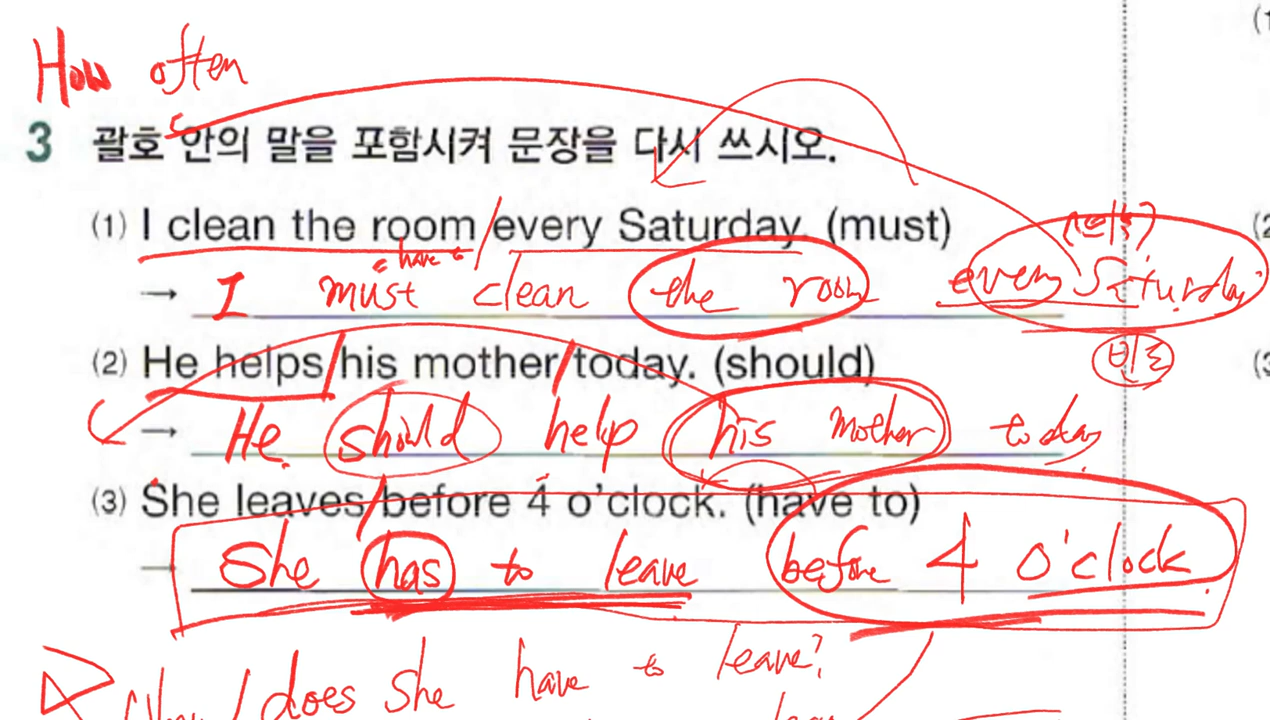 How often
3 괄호 안의 말을 포함시켜 문장을 다시 쓰시오.
(1) I clean the room / every Saturday. (must)
have to
→ I must clean the room every Saturday
(2) He helps / his mother / today. (should)
빈도
→ He should help his mother today
(3) She leaves / before 4 o'clock. (have to)
→ She has to leave before 4 o'clock
When / does she have to leave?